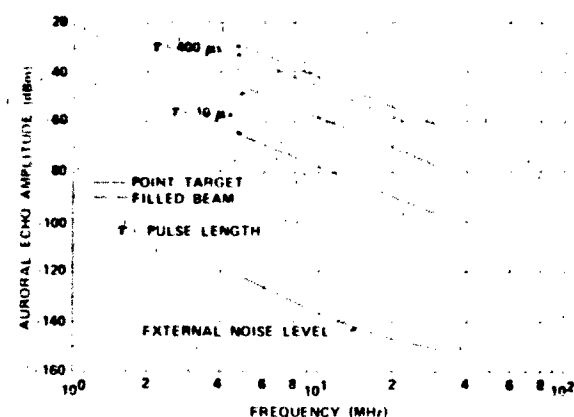 20
40
60
80
100
120
140
160
AURORAL ECHO AMPLITUDE (dBm)
τ · 400 μs
τ · 10 μs
POINT TARGET
FILLED BEAM
τ · PULSE LENGTH
EXTERNAL NOISE LEVEL
10⁰ 2 4 6 8 10¹ 2 4 6 8 10²
FREQUENCY (MHz)